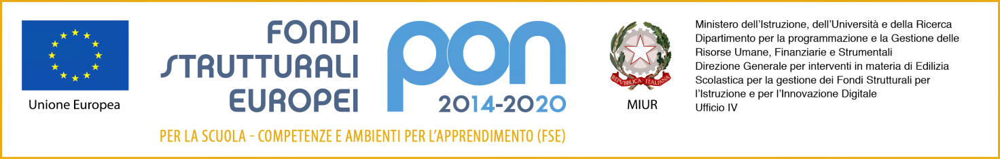 Unione Europea
FONDI
STRUTTURALI
EUROPEI
pon
2014-2020
PER LA SCUOLA - COMPETENZE E AMBIENTI PER L'APPRENDIMENTO (FSE)
REPVBBLICA ITALIANA
MIUR
Ministero dell'Istruzione, dell'Università e della Ricerca
Dipartimento per la programmazione e la Gestione delle
Risorse Umane, Finanziarie e Strumentali
Direzione Generale per interventi in materia di Edilizia
Scolastica per la gestione dei Fondi Strutturali per
l'Istruzione e per l'Innovazione Digitale
Ufficio IV